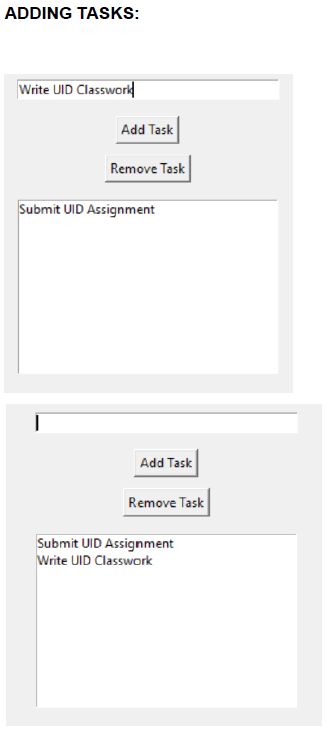 ADDING TASKS:
Write UID Classwork
Add Task
Remove Task
Submit UID Assignment
Add Task
Remove Task
Submit UID Assignment
Write UID Classwork